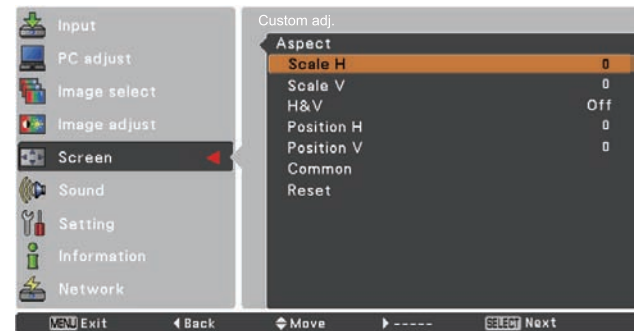 Input
PC adjust
Image select
Image adjust
Screen
Sound
Setting
Information
Network
Custom adj.
Aspect
Scale H 0
Scale V 0
H&V Off
Position H 0
Position V 0
Common
Reset
MENU Exit Back Move ----- SELECT Next